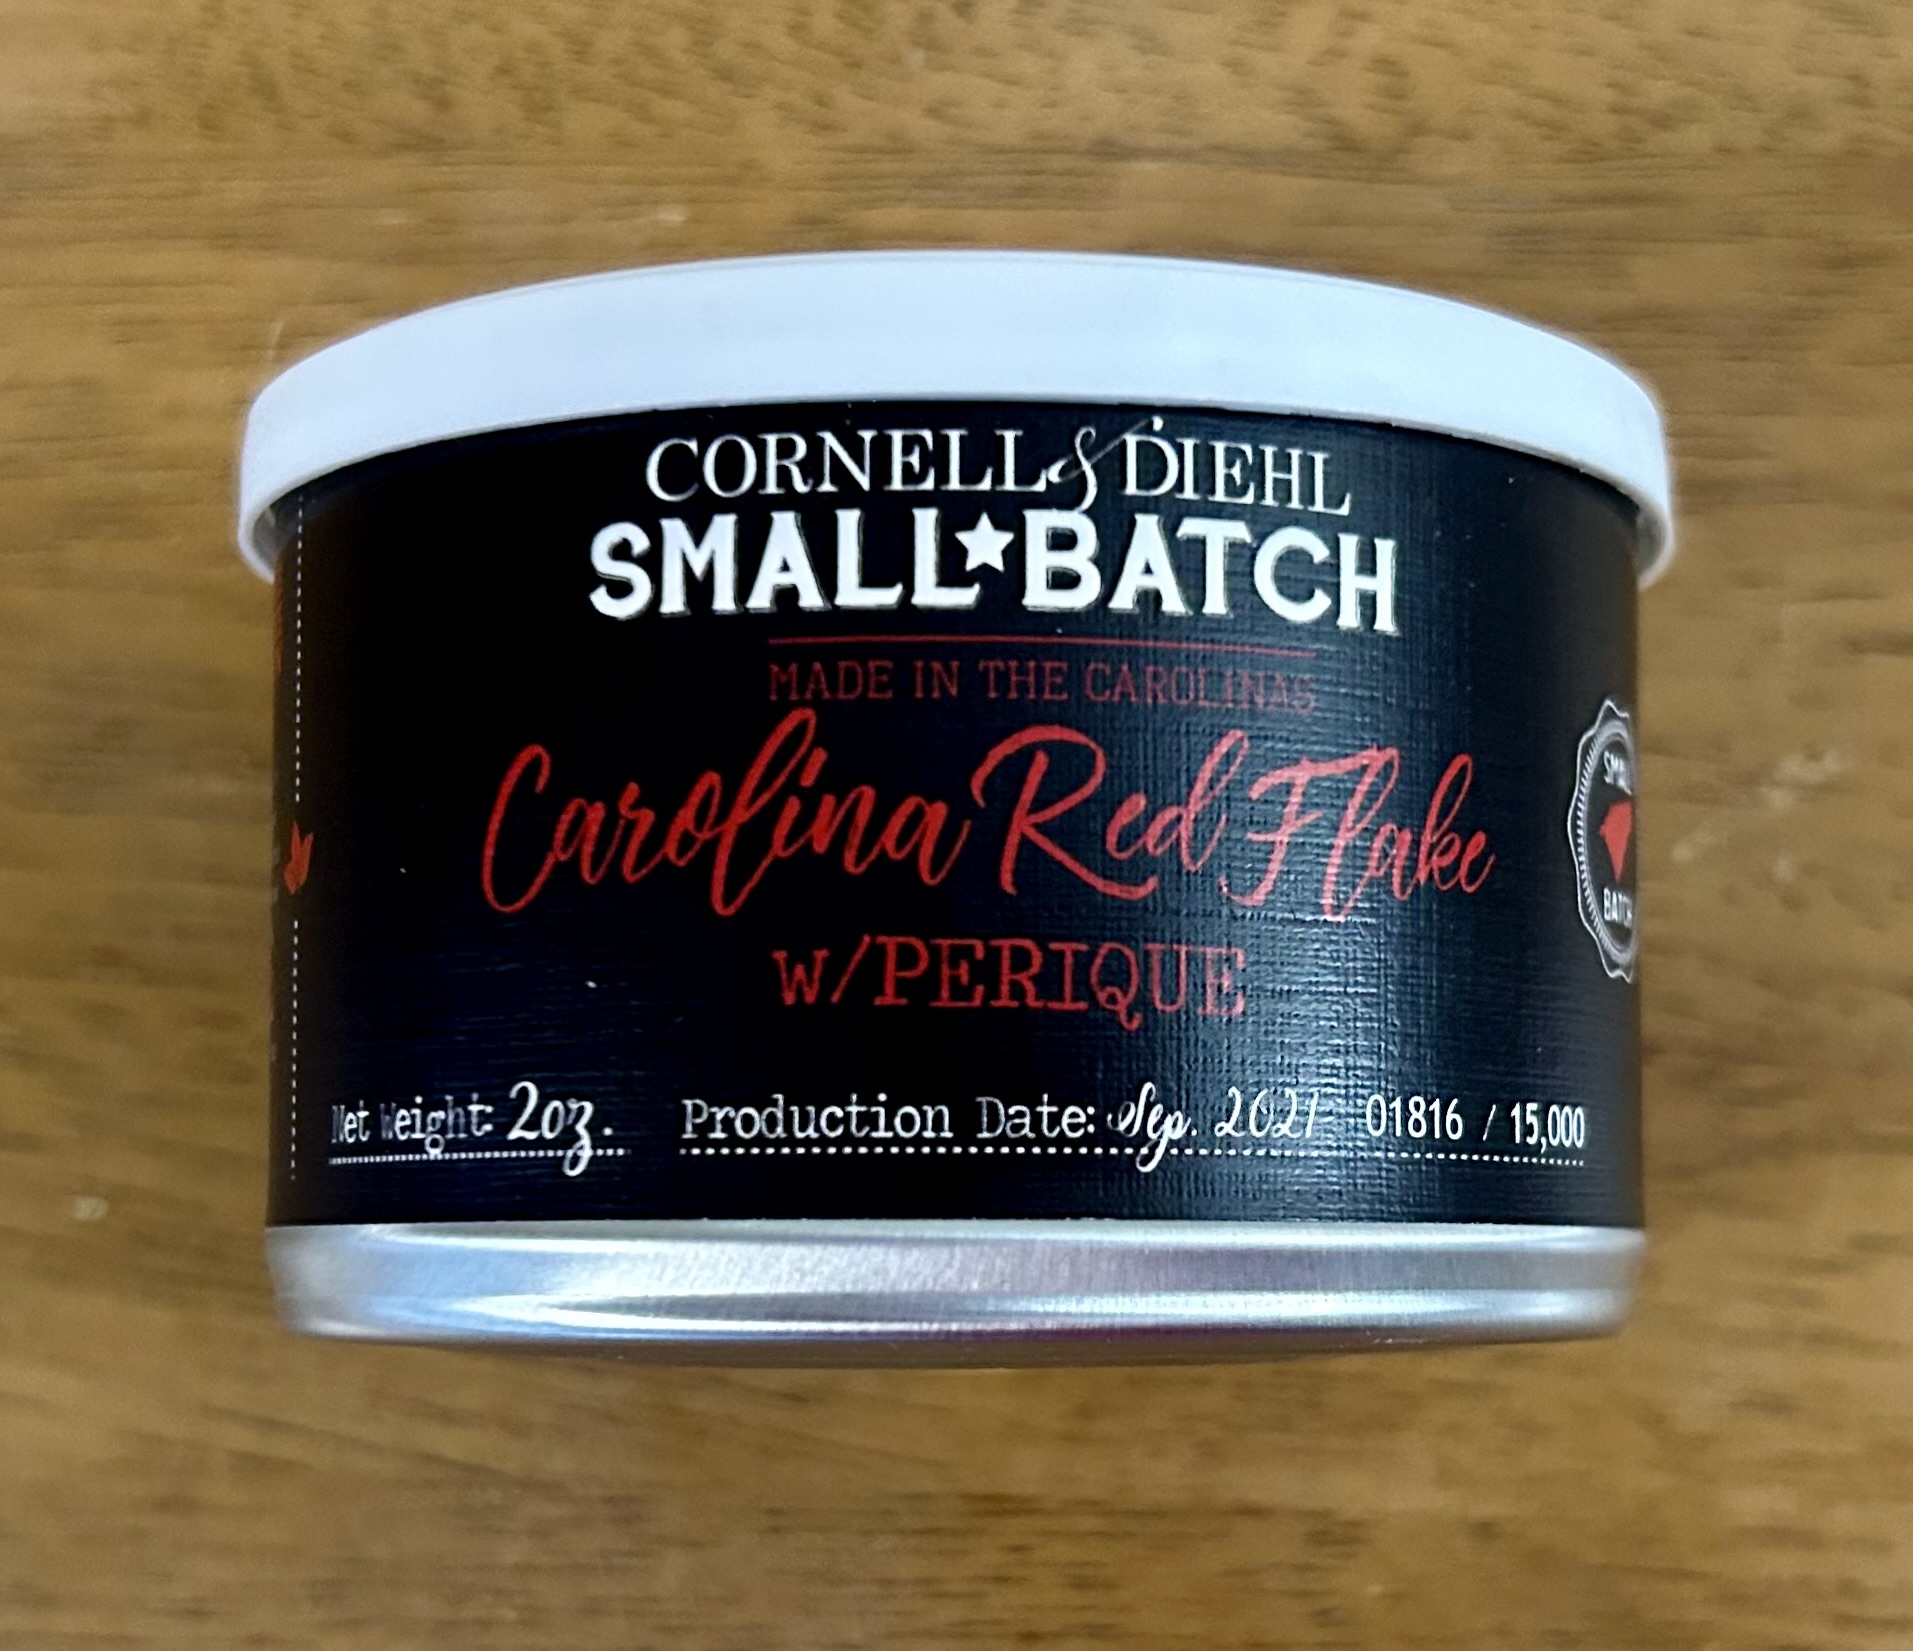 CORNELL & DIEHL
SMALL★BATCH
MADE IN THE CAROLINAS
Carolina Red Flake
W/PERIQUE
Net Weight: 2oz. Production Date: Sep. 2021 01816 / 15,000
BATCH